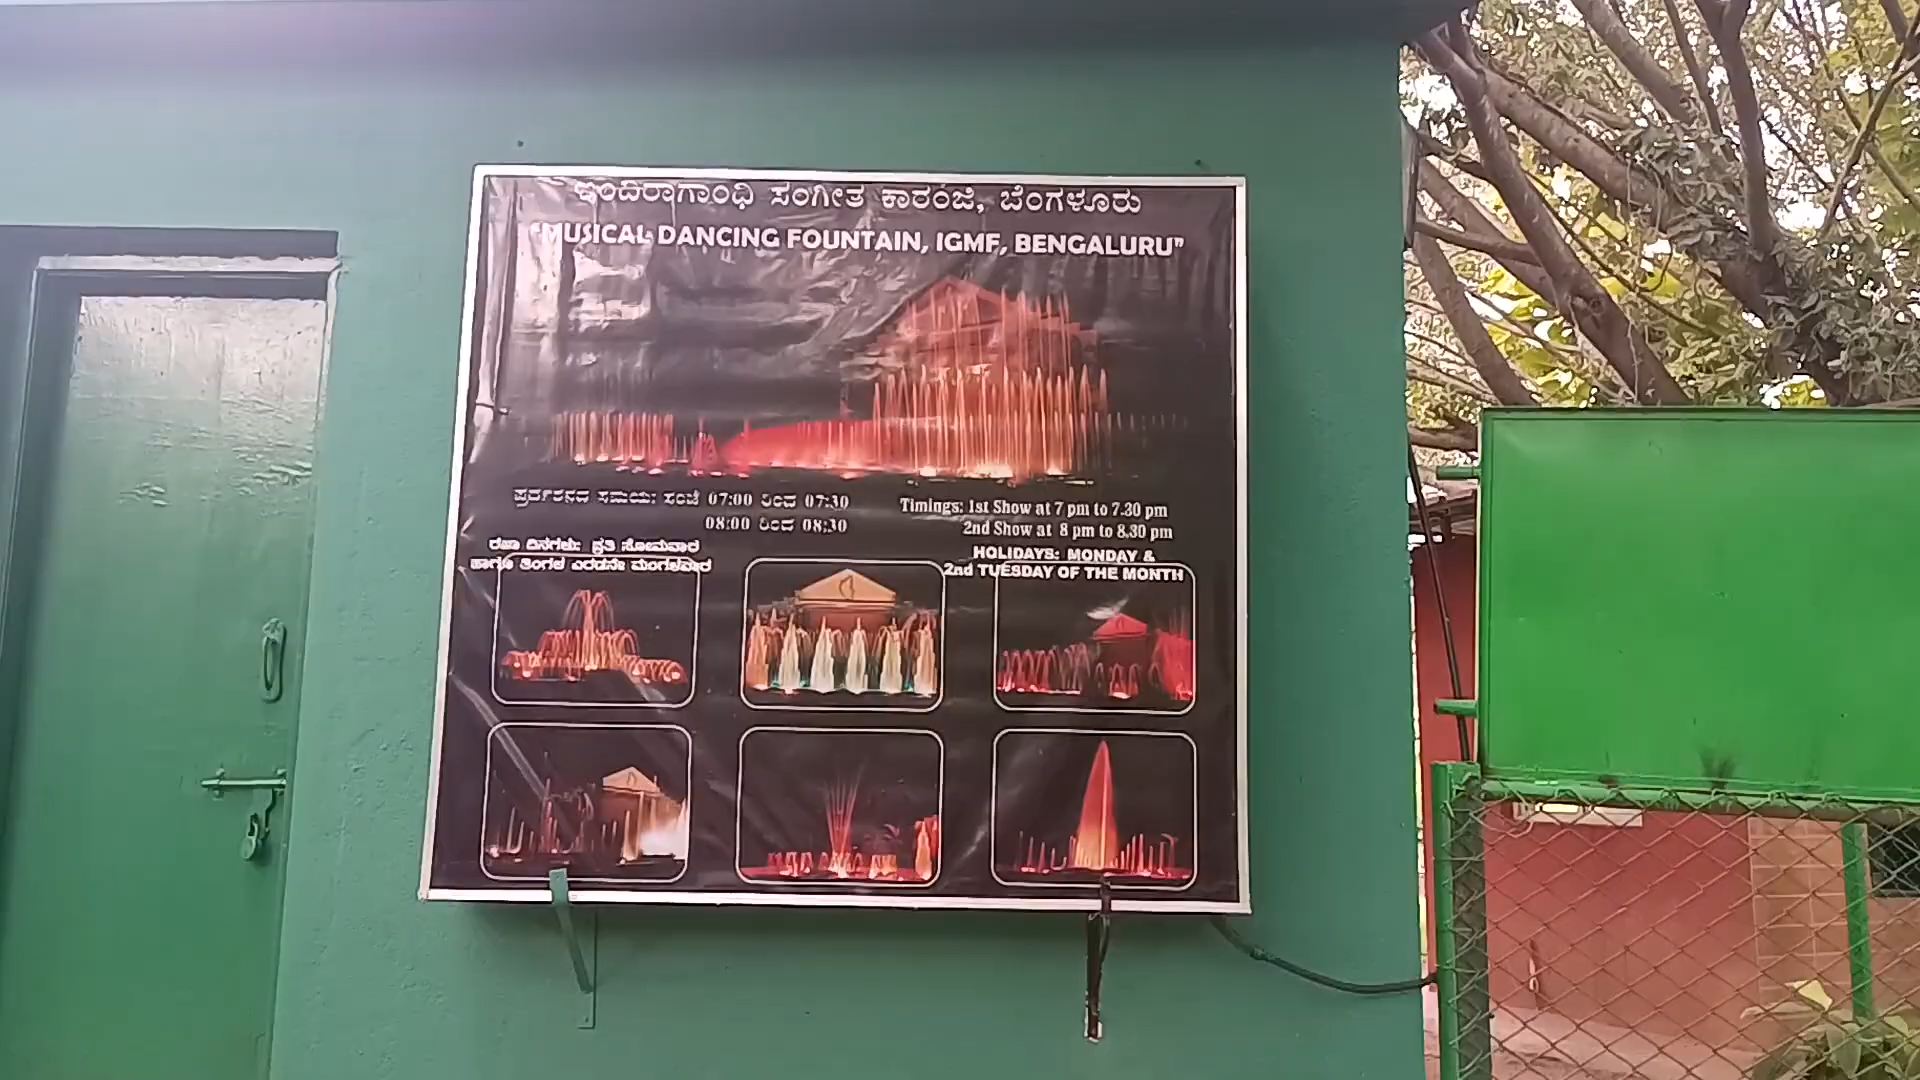 ಇಂದಿರಾಗಾಂಧಿ ಸಂಗೀತ ಕಾರಂಜಿ, ಬೆಂಗಳೂರು
"MUSICAL DANCING FOUNTAIN, IGMF, BENGALURU"
ಪ್ರದರ್ಶನದ ಸಮಯ: ಸಂಜೆ 07:00 ರಿಂದ 07:30
08:00 ರಿಂದ 08:30
Timings: 1st Show at 7 pm to 7.30 pm
2nd Show at 8 pm to 8.30 pm
ರಜಾ ದಿನಗಳು: ಪ್ರತಿ ಸೋಮವಾರ
ಹಾಗೂ ತಿಂಗಳ ಎರಡನೇ ಮಂಗಳವಾರ
HOLIDAYS: MONDAY &
2nd TUESDAY OF THE MONTH